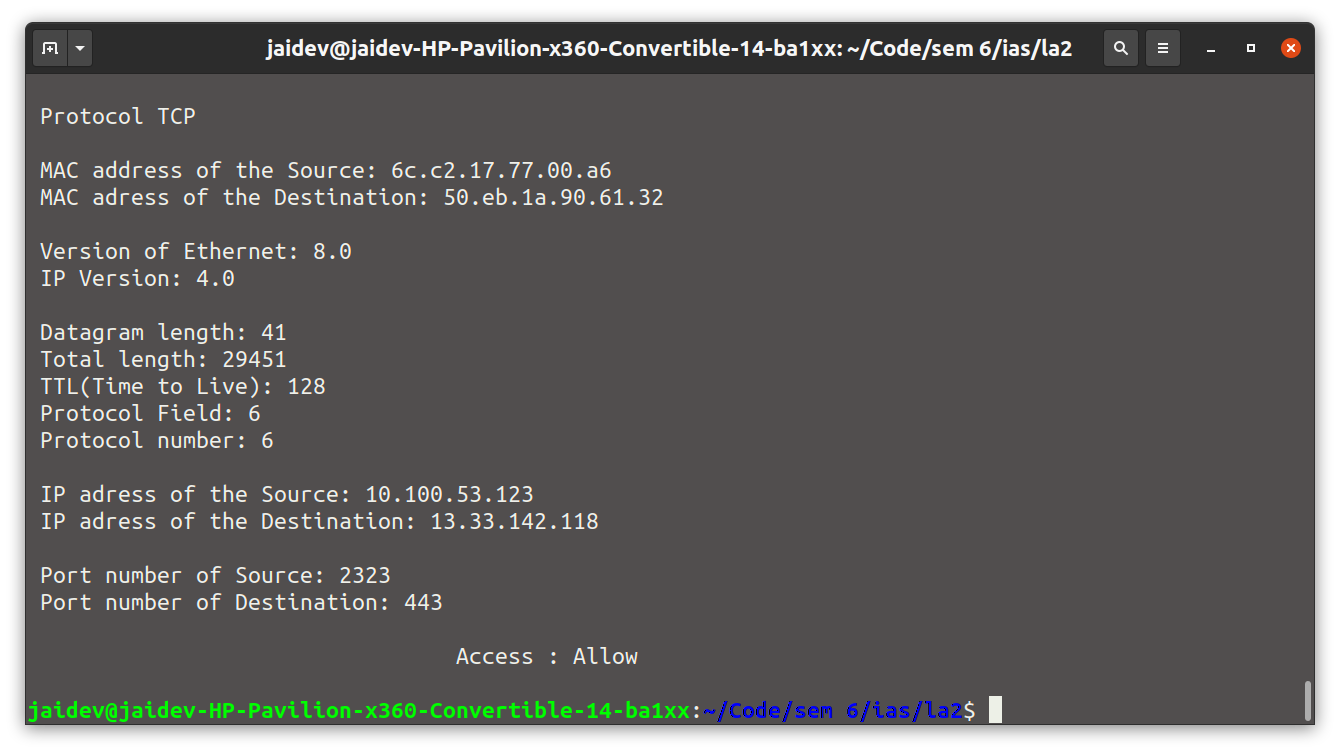 jaidev@jaidev-HP-Pavilion-x360-Convertible-14-ba1xx: ~/Code/sem 6/ias/la2
Protocol TCP
MAC address of the Source: 6c.c2.17.77.00.a6
MAC adress of the Destination: 50.eb.1a.90.61.32
Version of Ethernet: 8.0
IP Version: 4.0
Datagram length: 41
Total length: 29451
TTL(Time to Live): 128
Protocol Field: 6
Protocol number: 6
IP adress of the Source: 10.100.53.123
IP adress of the Destination: 13.33.142.118
Port number of Source: 2323
Port number of Destination: 443
Access : Allow
jaidev@jaidev-HP-Pavilion-x360-Convertible-14-ba1xx:~/Code/sem 6/ias/la2$